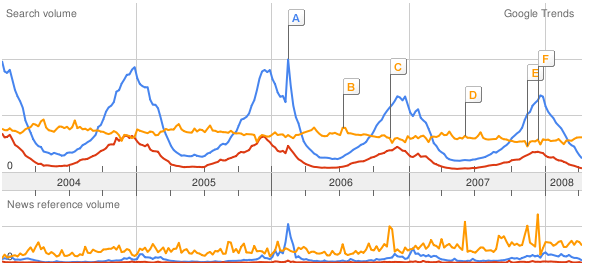 Search volume Google Trends
A
F
C
E
B
D
0
2004 2005 2006 2007 2008
News reference volume
0